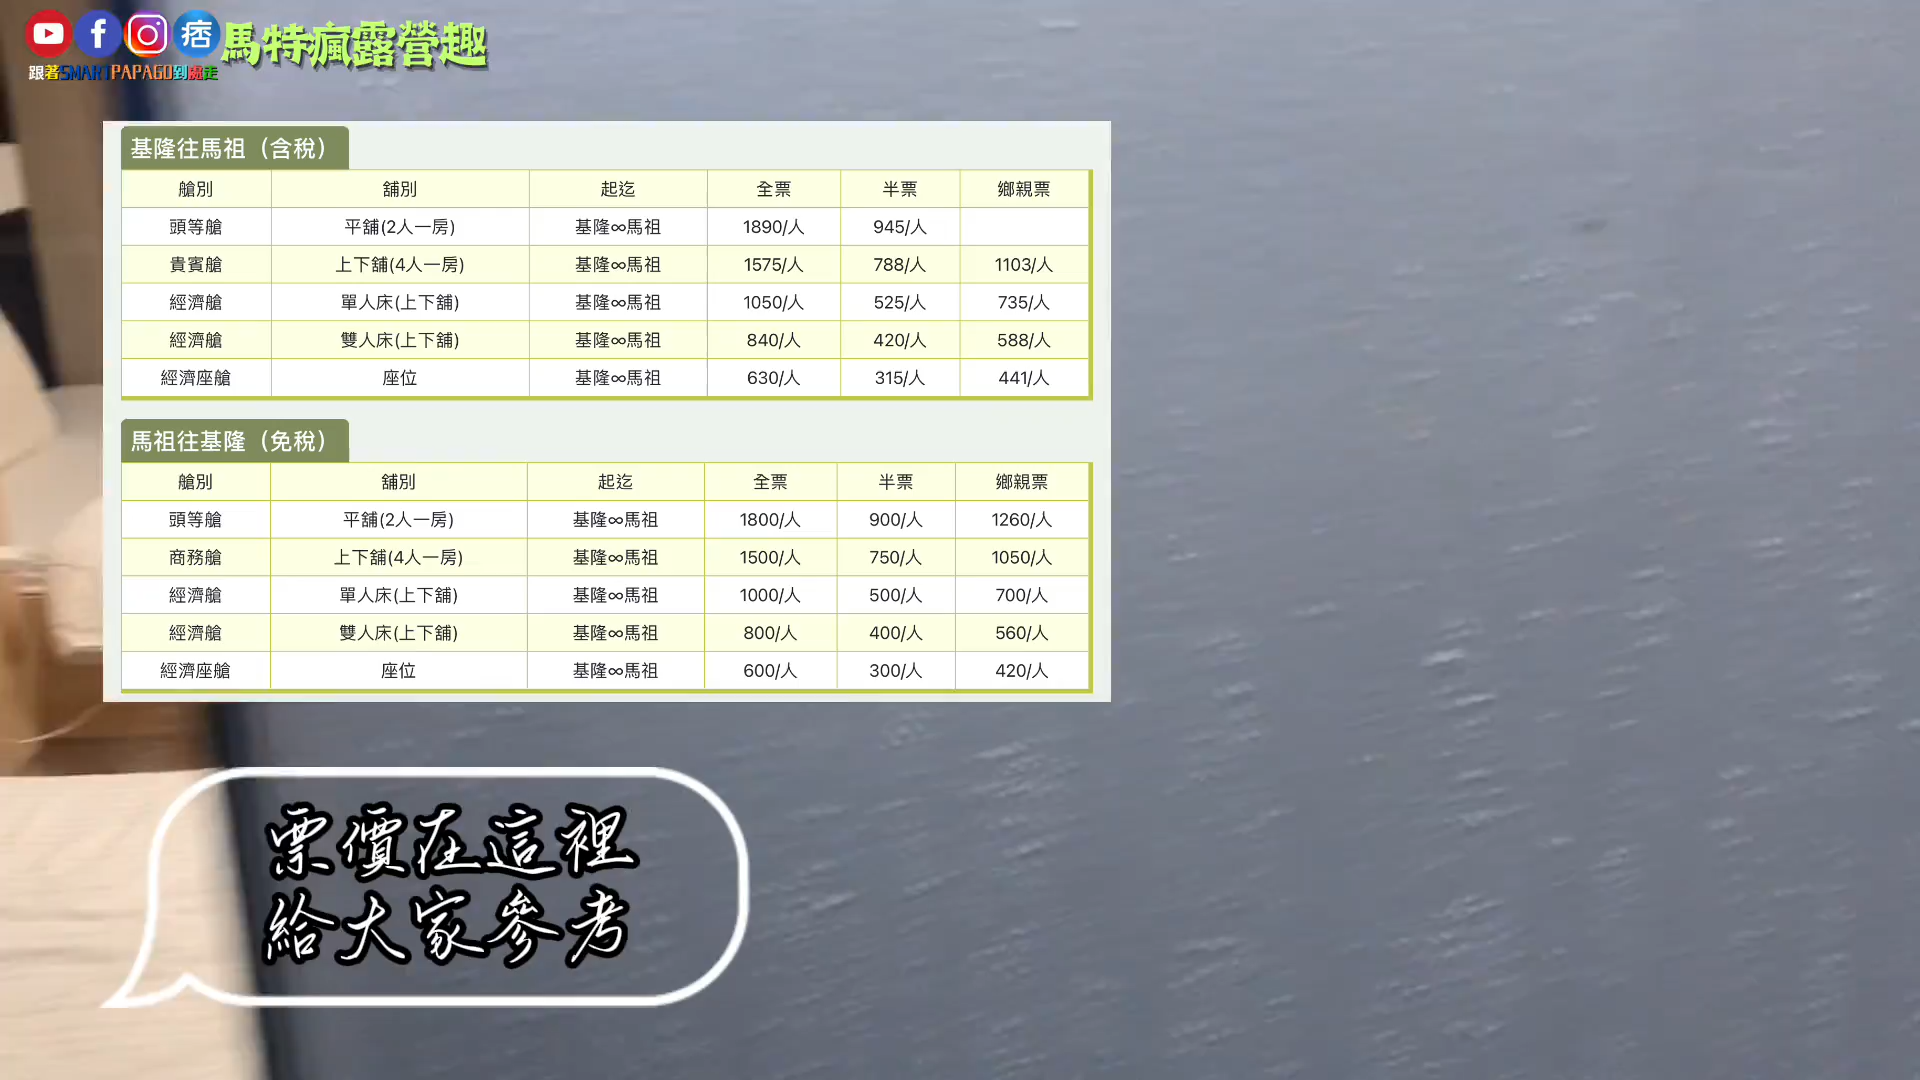 痞
馬特瘋露營趣
跟著SMARTPAPAGO到處走
基隆往馬祖（含稅）
艙別 舖別 起迄 全票 半票 鄉親票
頭等艙 平舖(2人一房) 基隆∞馬祖 1890/人 945/人
貴賓艙 上下舖(4人一房) 基隆∞馬祖 1575/人 788/人 1103/人
經濟艙 單人床(上下舖) 基隆∞馬祖 1050/人 525/人 735/人
經濟艙 雙人床(上下舖) 基隆∞馬祖 840/人 420/人 588/人
經濟座艙 座位 基隆∞馬祖 630/人 315/人 441/人
馬祖往基隆（免稅）
艙別 舖別 起迄 全票 半票 鄉親票
頭等艙 平舖(2人一房) 基隆∞馬祖 1800/人 900/人 1260/人
商務艙 上下舖(4人一房) 基隆∞馬祖 1500/人 750/人 1050/人
經濟艙 單人床(上下舖) 基隆∞馬祖 1000/人 500/人 700/人
經濟艙 雙人床(上下舖) 基隆∞馬祖 800/人 400/人 560/人
經濟座艙 座位 基隆∞馬祖 600/人 300/人 420/人
票價在這裡
給大家參考